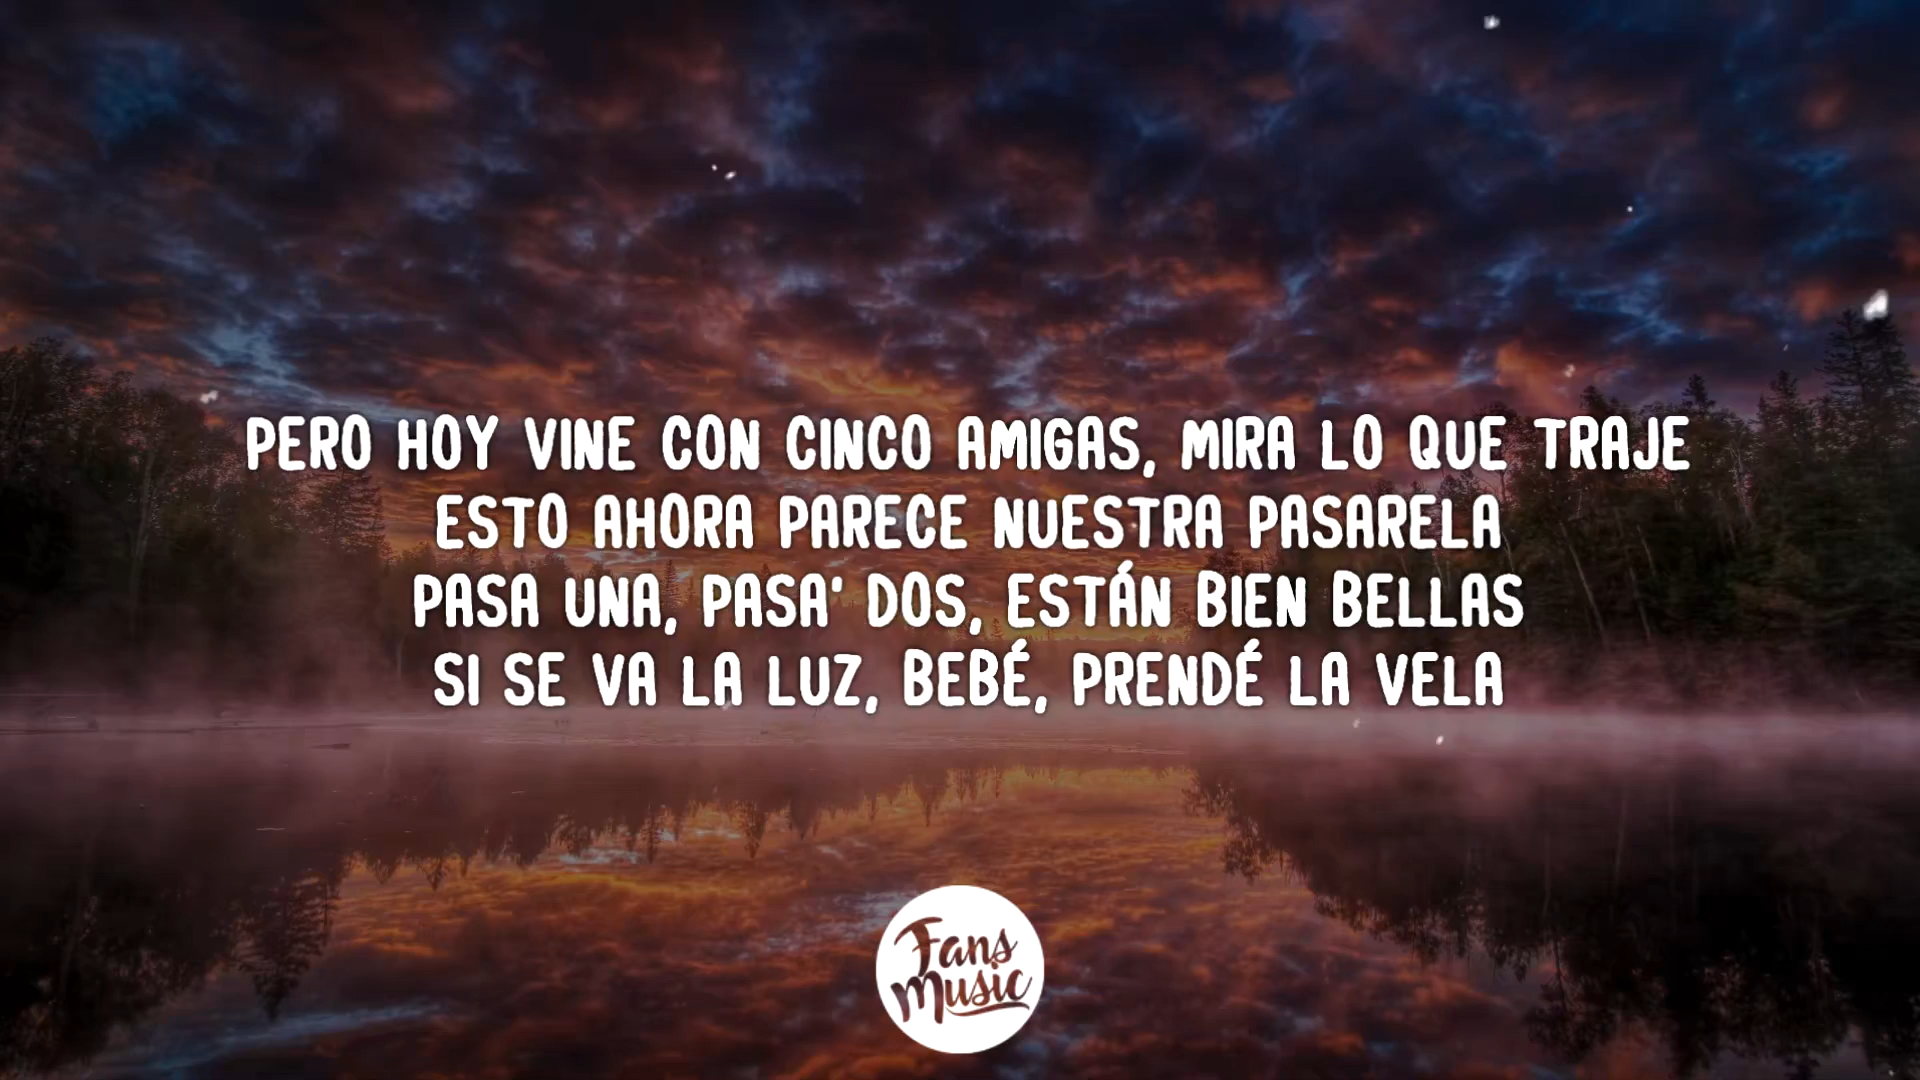 PERO HOY VINE CON CINCO AMIGAS, MIRA LO QUE TRAJE
ESTO AHORA PARECE NUESTRA PASARELA
PASA UNA, PASA' DOS, ESTÁN BIEN BELLAS
SI SE VA LA LUZ, BEBÉ, PRENDÉ LA VELA
Fans
Music